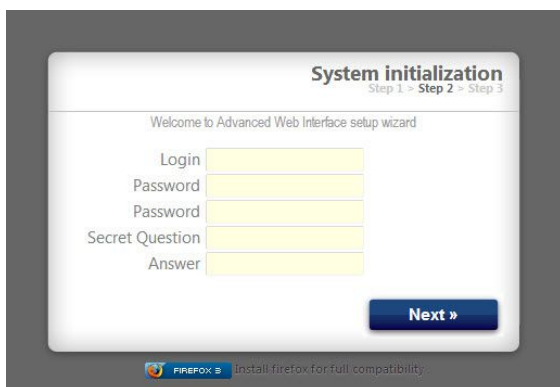 System initialization
Step 1 > Step 2 > Step 3
Welcome to Advanced Web Interface setup wizard
Login
Password
Password
Secret Question
Answer
Next »
FIREFOX 3 Install firefox for full compatibility